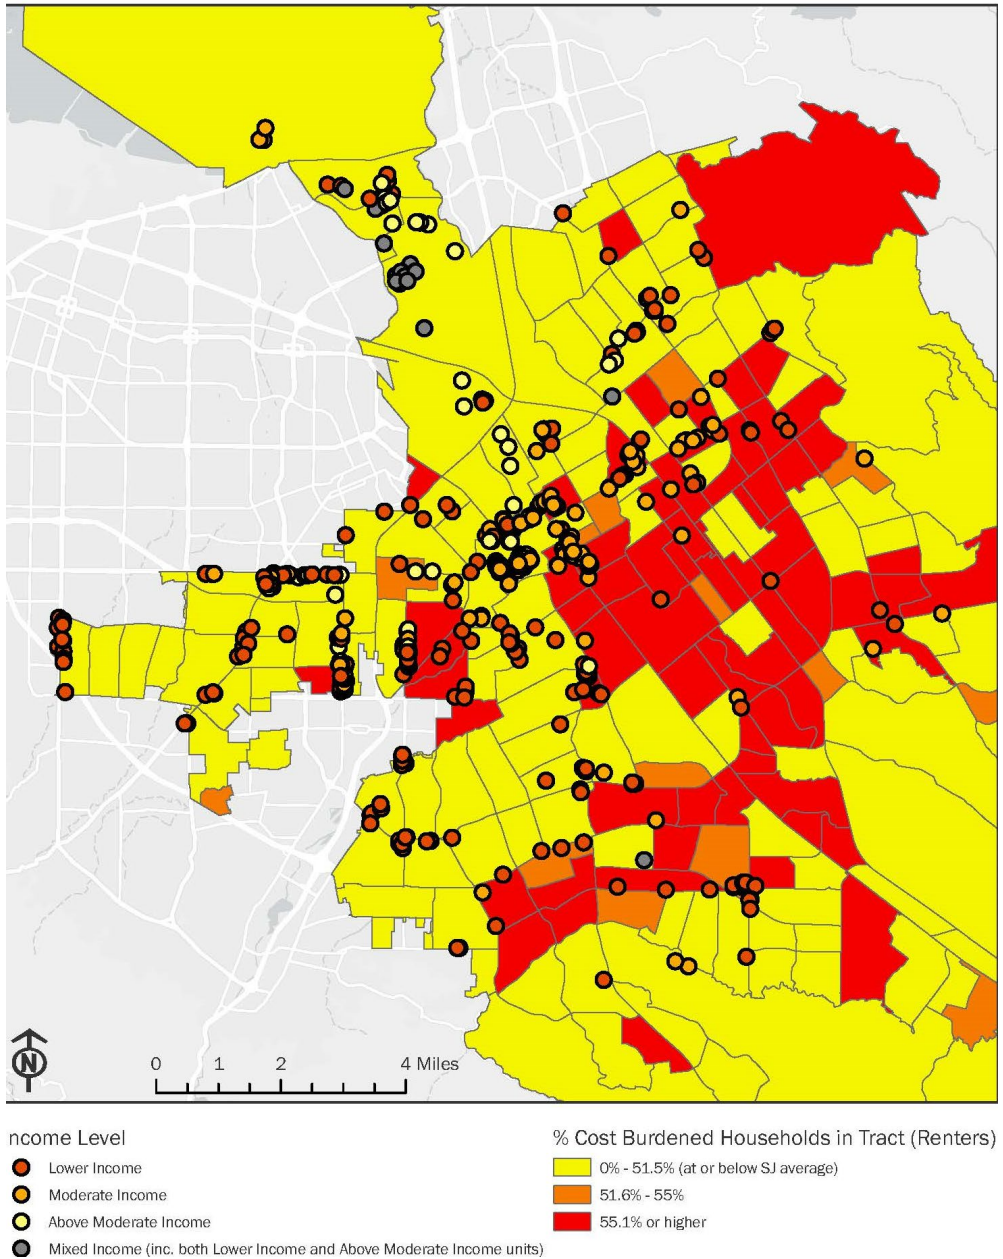 N
0 1 2 4 Miles
ncome Level
Lower Income
Moderate Income
Above Moderate Income
Mixed Income (inc. both Lower Income and Above Moderate Income units)
% Cost Burdened Households in Tract (Renters)
0% - 51.5% (at or below SJ average)
51.6% - 55%
55.1% or higher